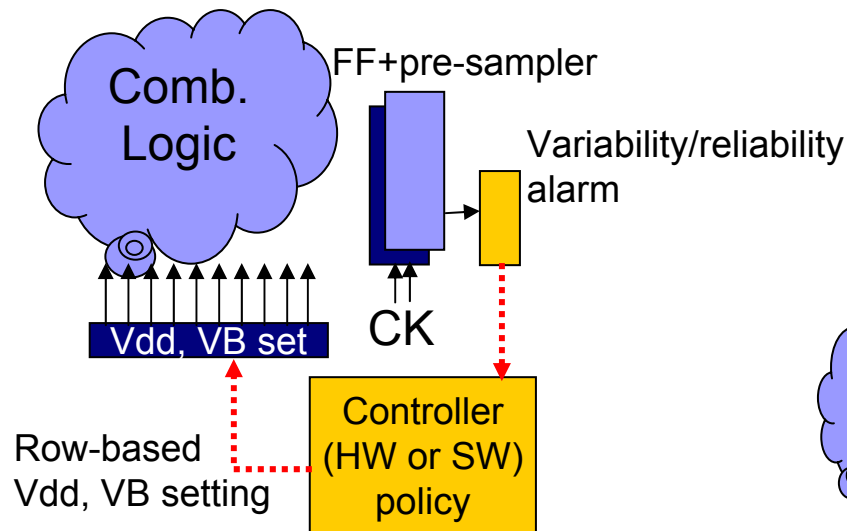 Comb.
Logic
FF+pre-sampler
Variability/reliability
alarm
CK
Vdd, VB set
Row-based
Vdd, VB setting
Controller
(HW or SW)
policy